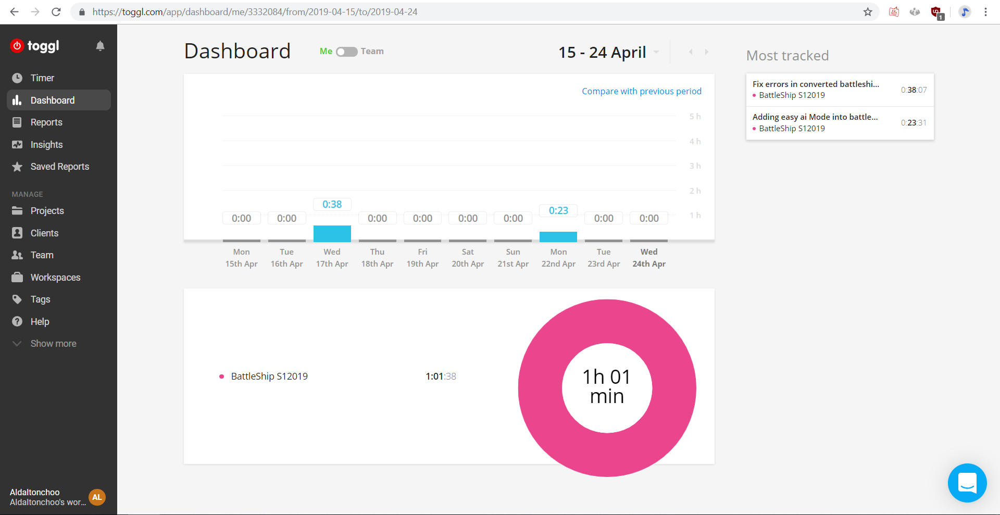 https://toggl.com/app/dashboard/me/3332084/from/2019-04-15/to/2019-04-24
1
toggl
Timer
Dashboard
Reports
Insights
Saved Reports
MANAGE
Projects
Clients
Team
Workspaces
Tags
Help
Show more
Aldaltonchoo
Aldaltonchoo's wor...
AL
Dashboard
Me Team
15 - 24 April
Compare with previous period
5 h
4 h
3 h
2 h
1 h
0:00 0:00 0:38 0:00 0:00 0:00 0:00 0:23 0:00 0:00
Mon Tue Wed Thu Fri Sat Sun Mon Tue Wed
15th Apr 16th Apr 17th Apr 18th Apr 19th Apr 20th Apr 21st Apr 22nd Apr 23rd Apr 24th Apr
BattleShip S12019 1:01:38
1h 01
min
Most tracked
Fix errors in converted battleshi... 0:38:07
BattleShip S12019
Adding easy ai Mode into battle... 0:23:31
BattleShip S12019